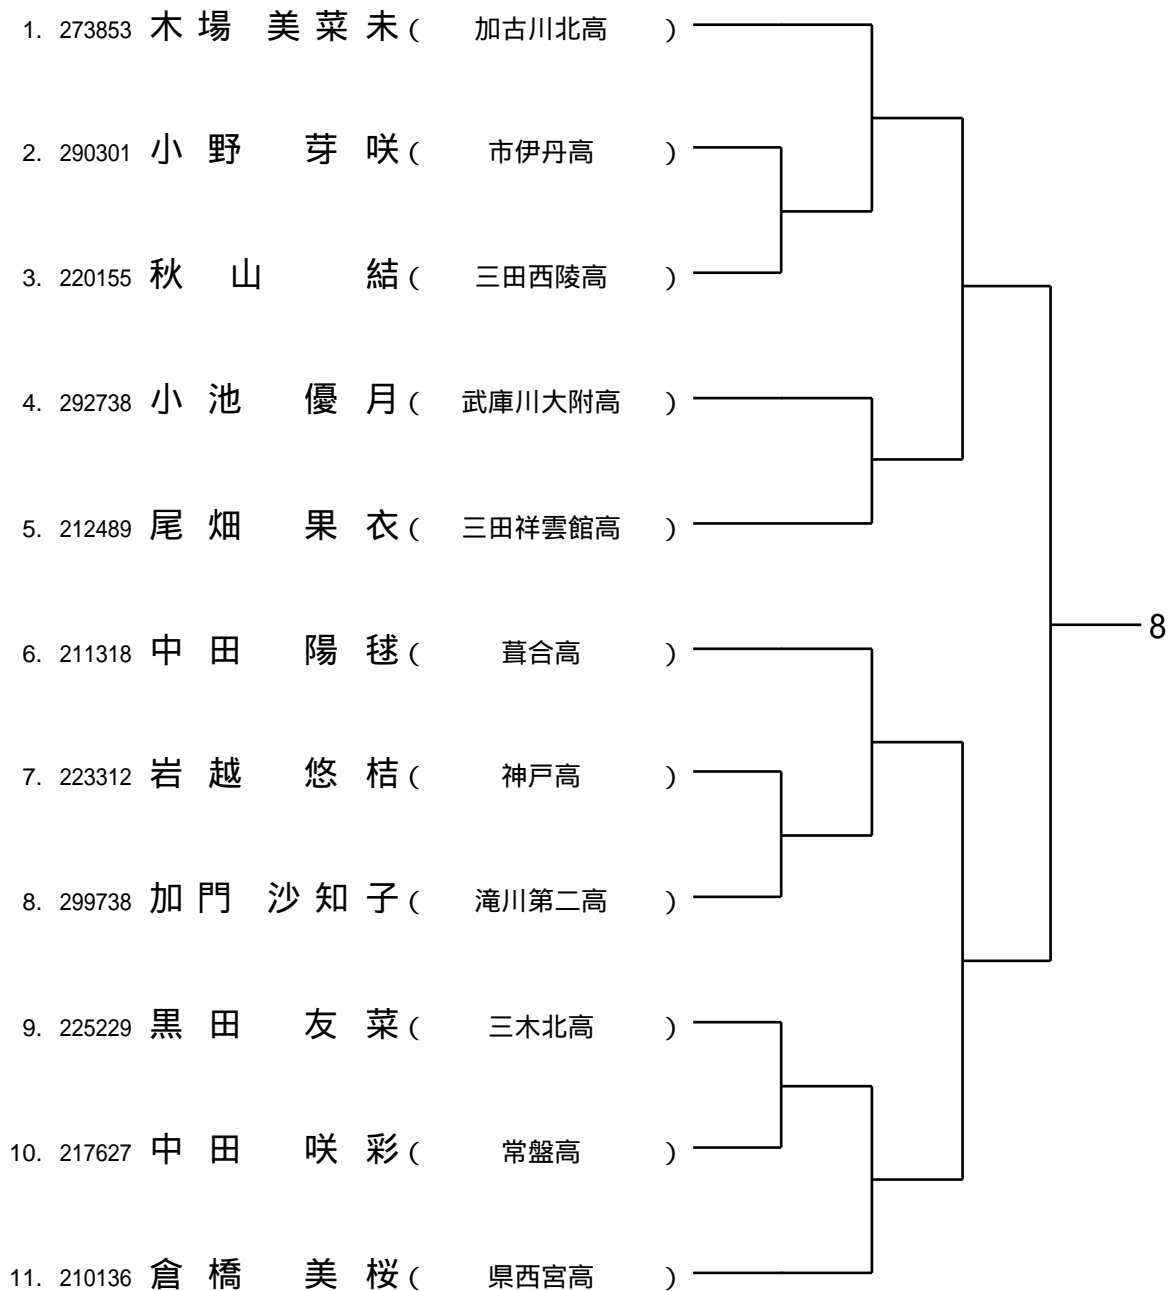 1. 273853 木場 美菜未 ( 加古川北高 )
2. 290301 小野 芽咲 ( 市伊丹高 )
3. 220155 秋山 結 ( 三田西陵高 )
4. 292738 小池 優月 ( 武庫川大附高 )
5. 212489 尾畑 果衣 ( 三田祥雲館高 )
8
6. 211318 中田 陽毬 ( 葺合高 )
7. 223312 岩越 悠桔 ( 神戸高 )
8. 299738 加門 沙知子 ( 滝川第二高 )
9. 225229 黒田 友菜 ( 三木北高 )
10. 217627 中田 咲彩 ( 常盤高 )
11. 210136 倉橋 美桜 ( 県西宮高 )